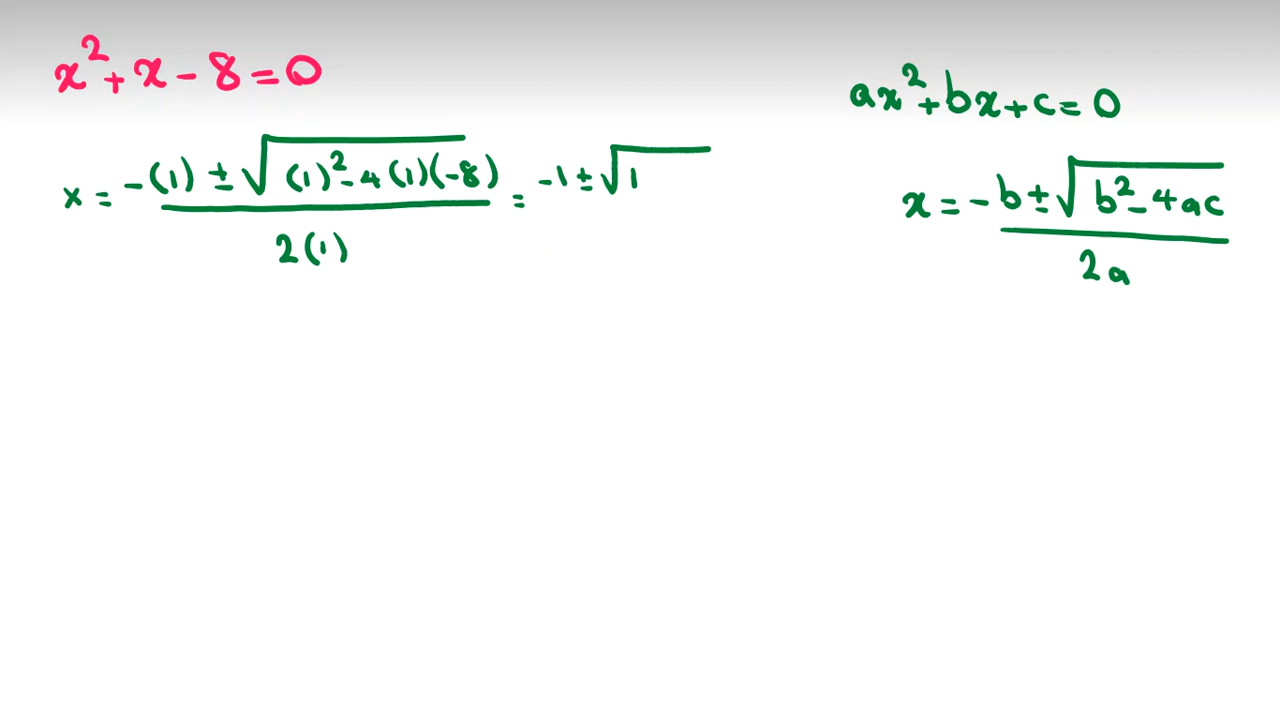 x² + x - 8 = 0
x = -(1) ± √(1)² - 4(1)(-8) = -1 ± √1
2(1)
ax² + bx + c = 0
x = -b ± √b² - 4ac
2a